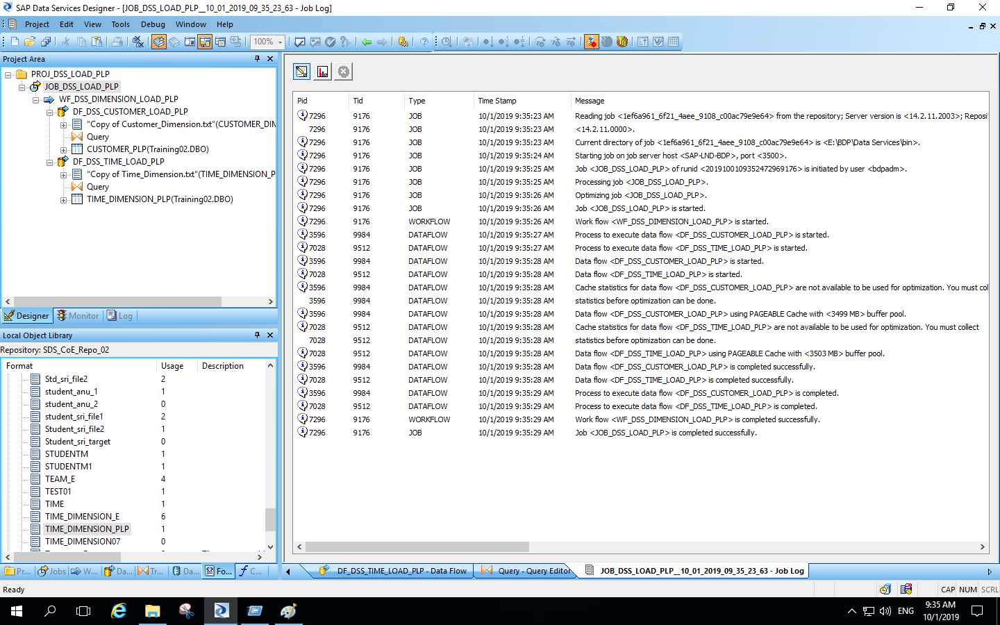 SAP Data Services Designer - [JOB_DSS_LOAD_PLP__10_01_2019_09_35_23_63 - Job Log]
Project Edit View Tools Debug Window Help
100%
Project Area
PROJ_DSS_LOAD_PLP
JOB_DSS_LOAD_PLP
WF_DSS_DIMENSION_LOAD_PLP
DF_DSS_CUSTOMER_LOAD_PLP
"Copy of Customer_Dimension.txt"(CUSTOMER_DIM
Query
CUSTOMER_PLP(Training02.DBO)
DF_DSS_TIME_LOAD_PLP
"Copy of Time_Dimension.txt"(TIME_DIMENSION_P
Query
TIME_DIMENSION_PLP(Training02.DBO)
Designer Monitor Log
Local Object Library
Repository: SDS_CoE_Repo_02
Format Usage Description
Std_sri_file2 2
student_anu_1 1
student_anu_2 0
student_sri_file1 2
Student_sri_file2 1
Student_sri_target 0
STUDENTM 1
STUDENTM1 1
TEAM_E 4
TEST01 1
TIME 1
TIME_DIMENSION_E 6
TIME_DIMENSION_PLP 1
TIME_DIMENSION07 0
Pr... Jobs W... Da... Tr... Da... Fo... C...
Pid Tid Type Time Stamp Message
7296 9176 JOB 10/1/2019 9:35:23 AM Reading job <1ef6a961_6f21_4aee_9108_c00ac79e9e64> from the repository; Server version is <14.2.11.2003>; Reposit
7296 9176 JOB 10/1/2019 9:35:23 AM <14.2.11.0000>.
7296 9176 JOB 10/1/2019 9:35:23 AM Current directory of job <1ef6a961_6f21_4aee_9108_c00ac79e9e64> is <E:\BDP\Data Services\bin>.
7296 9176 JOB 10/1/2019 9:35:24 AM Starting job on job server host <SAP-LND-BDP>, port <3500>.
7296 9176 JOB 10/1/2019 9:35:25 AM Job <JOB_DSS_LOAD_PLP> of runid <2019100109352472969176> is initiated by user <bdpadm>.
7296 9176 JOB 10/1/2019 9:35:25 AM Processing job <JOB_DSS_LOAD_PLP>.
7296 9176 JOB 10/1/2019 9:35:26 AM Optimizing job <JOB_DSS_LOAD_PLP>.
7296 9176 JOB 10/1/2019 9:35:26 AM Job <JOB_DSS_LOAD_PLP> is started.
7296 9176 WORKFLOW 10/1/2019 9:35:26 AM Work flow <WF_DSS_DIMENSION_LOAD_PLP> is started.
3596 9984 DATAFLOW 10/1/2019 9:35:27 AM Process to execute data flow <DF_DSS_CUSTOMER_LOAD_PLP> is started.
7028 9512 DATAFLOW 10/1/2019 9:35:27 AM Process to execute data flow <DF_DSS_TIME_LOAD_PLP> is started.
3596 9984 DATAFLOW 10/1/2019 9:35:28 AM Data flow <DF_DSS_CUSTOMER_LOAD_PLP> is started.
7028 9512 DATAFLOW 10/1/2019 9:35:28 AM Data flow <DF_DSS_TIME_LOAD_PLP> is started.
3596 9984 DATAFLOW 10/1/2019 9:35:28 AM Cache statistics for data flow <DF_DSS_CUSTOMER_LOAD_PLP> are not available to be used for optimization. You must col
3596 9984 DATAFLOW 10/1/2019 9:35:28 AM statistics before optimization can be done.
3596 9984 DATAFLOW 10/1/2019 9:35:28 AM Data flow <DF_DSS_CUSTOMER_LOAD_PLP> using PAGEABLE Cache with <3499 MB> buffer pool.
7028 9512 DATAFLOW 10/1/2019 9:35:28 AM Cache statistics for data flow <DF_DSS_TIME_LOAD_PLP> are not available to be used for optimization. You must collect
7028 9512 DATAFLOW 10/1/2019 9:35:28 AM statistics before optimization can be done.
7028 9512 DATAFLOW 10/1/2019 9:35:28 AM Data flow <DF_DSS_TIME_LOAD_PLP> using PAGEABLE Cache with <3503 MB> buffer pool.
3596 9984 DATAFLOW 10/1/2019 9:35:28 AM Data flow <DF_DSS_CUSTOMER_LOAD_PLP> is completed successfully.
7028 9512 DATAFLOW 10/1/2019 9:35:28 AM Data flow <DF_DSS_TIME_LOAD_PLP> is completed successfully.
3596 9984 DATAFLOW 10/1/2019 9:35:29 AM Process to execute data flow <DF_DSS_CUSTOMER_LOAD_PLP> is completed.
7028 9512 DATAFLOW 10/1/2019 9:35:29 AM Process to execute data flow <DF_DSS_TIME_LOAD_PLP> is completed.
7296 9176 WORKFLOW 10/1/2019 9:35:29 AM Work flow <WF_DSS_DIMENSION_LOAD_PLP> is completed successfully.
7296 9176 JOB 10/1/2019 9:35:29 AM Job <JOB_DSS_LOAD_PLP> is completed successfully.
DF_DSS_TIME_LOAD_PLP - Data Flow Query - Query Editor JOB_DSS_LOAD_PLP__10_01_2019_09_35_23_63 - Job Log
Ready CAP NUM SCRL
ENG 9:35 AM
10/1/2019